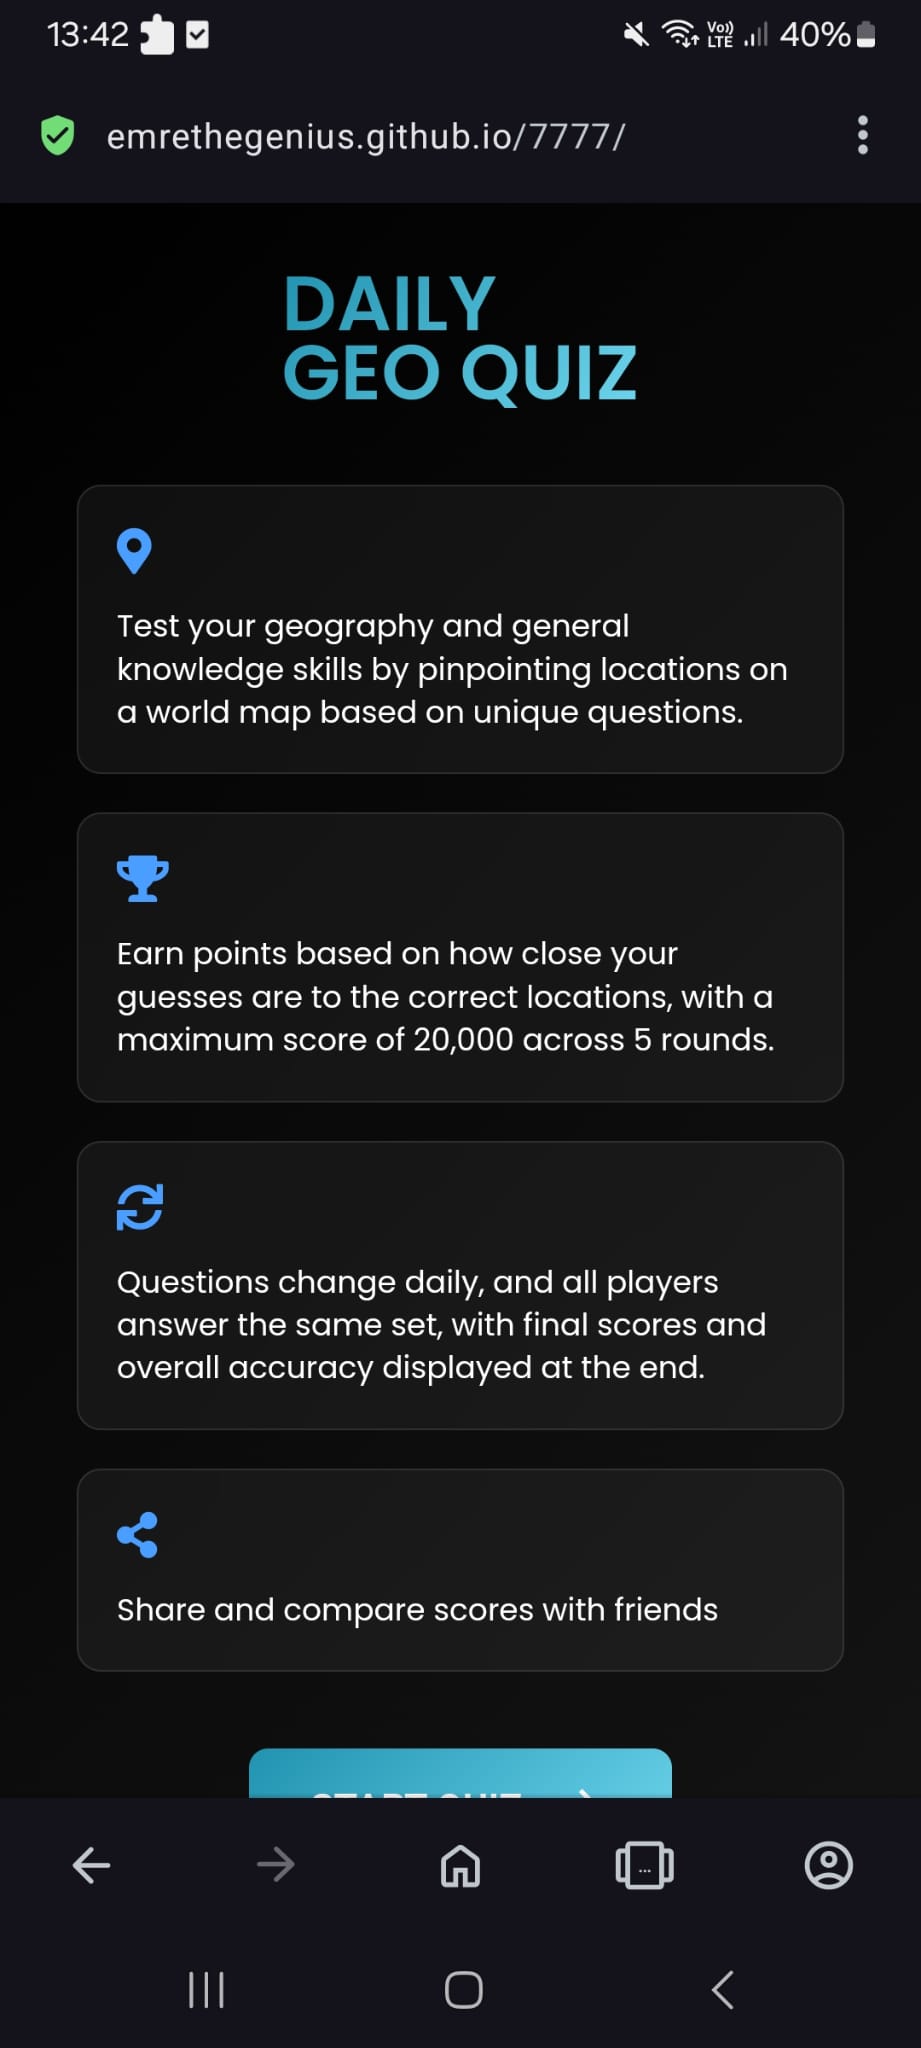 13:42
Vo)) LTE
40%
emrethegenius.github.io/7777/
DAILY
GEO QUIZ
Test your geography and general
knowledge skills by pinpointing locations on
a world map based on unique questions.
Earn points based on how close your
guesses are to the correct locations, with a
maximum score of 20,000 across 5 rounds.
Questions change daily, and all players
answer the same set, with final scores and
overall accuracy displayed at the end.
Share and compare scores with friends
START QUIZ